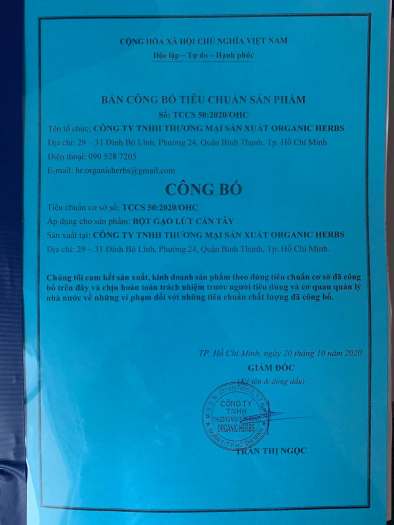 CỘNG HÒA XÃ HỘI CHỦ NGHĨA VIỆT NAM
Độc lập – Tự do – Hạnh phúc
BẢN CÔNG BỐ TIÊU CHUẨN SẢN PHẨM
Số: TCCS 50:2020/OHC
Tên tổ chức: CÔNG TY TNHH THƯƠNG MẠI SẢN XUẤT ORGANIC HERBS
Địa chỉ: 29 – 31 Đinh Bộ Lĩnh, Phường 24, Quận Bình Thạnh, Tp. Hồ Chí Minh
Điện thoại: 090 528 7205
E-mail: hr.organicherbs@gmail.com
CÔNG BỐ
Tiêu chuẩn cơ sở số: TCCS 50:2020/OHC
Áp dụng cho sản phẩm: BỘT GẠO LỨT CẦN TÂY
Sản xuất tại: CÔNG TY TNHH THƯƠNG MẠI SẢN XUẤT ORGANIC HERBS
Địa chỉ: 29 – 31 Đinh Bộ Lĩnh, Phường 24, Quận Bình Thạnh, Tp. Hồ Chí Minh.
Chúng tôi cam kết sản xuất, kinh doanh sản phẩm theo đúng tiêu chuẩn cơ sở đã công
bố trên đây và chịu hoàn toàn trách nhiệm trước người tiêu dùng và cơ quan quản lý
nhà nước về những vi phạm đối với những tiêu chuẩn chất lượng đã công bố.
TP. Hồ Chí Minh, ngày 20 tháng 10 năm 2020
GIÁM ĐỐC
(Ký tên & đóng dấu)
CÔNG TY
TNHH
ORGANIC HERBS
TRẦN THỊ NGỌC